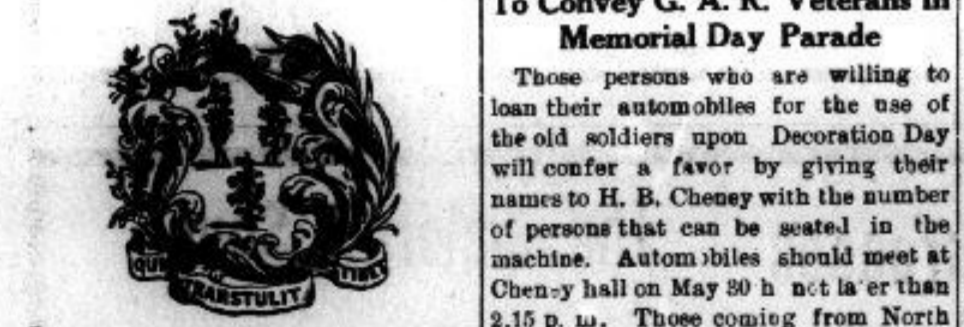 QUI TRANSTULIT SUSTINET
To Convey G. A. R. Veterans in
Memorial Day Parade
Those persons who are willing to
loan their automobiles for the use of
the old soldiers upon Decoration Day
will confer a favor by giving their
names to H. B. Cheney with the number
of persons that can be seated in the
machine. Automobiles should meet at
Cheney hall on May 30 h not la er than
2.15 p. m. Those coming from North